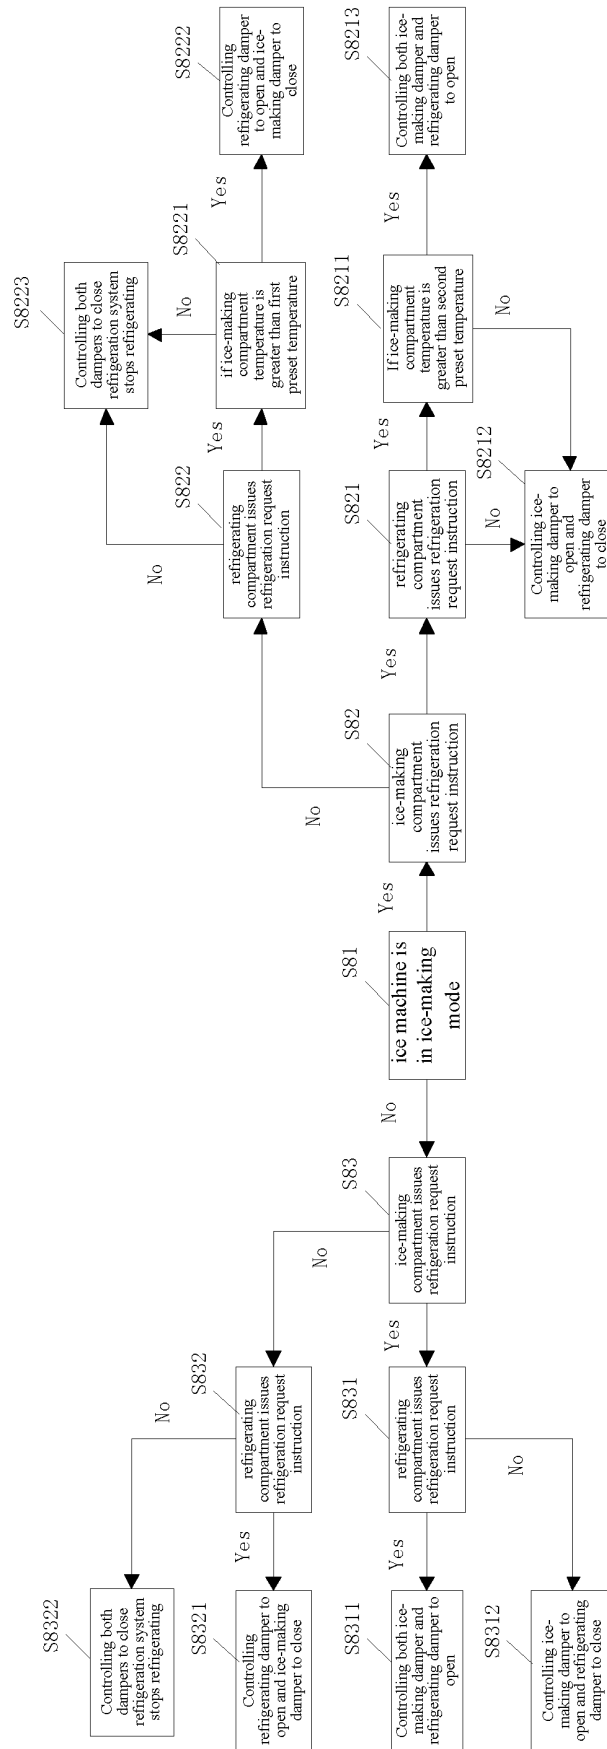 S8223
Controlling both
dampers to close
refrigeration system
stops refrigerating
S8222
Controlling
refrigerating damper
to open and ice-
making damper to
close
Yes
S8221
No
if ice-making
compartment
temperature is
greater than first
preset temperature
Yes
S822
No
refrigerating
compartment issues
refrigeration request
instruction
S8213
Controlling both ice-
making damper and
refrigerating damper
to open
Yes
S8211
If ice-making
compartment
temperature is
greater than second
preset temperature
No
Yes
S8212
Controlling ice-
making damper to
open and
refrigerating damper
to close
S821
refrigerating
compartment
issues refrigeration
request instruction
No
Yes
S82
No
ice-making
compartment
issues refrigeration
request instruction
Yes
S81
ice machine is
in ice-making
mode
No
S83
ice-making
compartment issues
refrigeration request
instruction
No
Yes
S832
refrigerating
compartment issues
refrigeration request
instruction
No
S831
refrigerating
compartment issues
refrigeration request
instruction
No
Yes
Yes
S8322
Controlling both
dampers to close
refrigeration system
stops refrigerating
S8321
Controlling
refrigerating damper to
open and ice-making
damper to close
S8311
Controlling both ice-
making damper and
refrigerating damper to
open
S8312
Controlling ice-
making damper to
open and refrigerating
damper to close